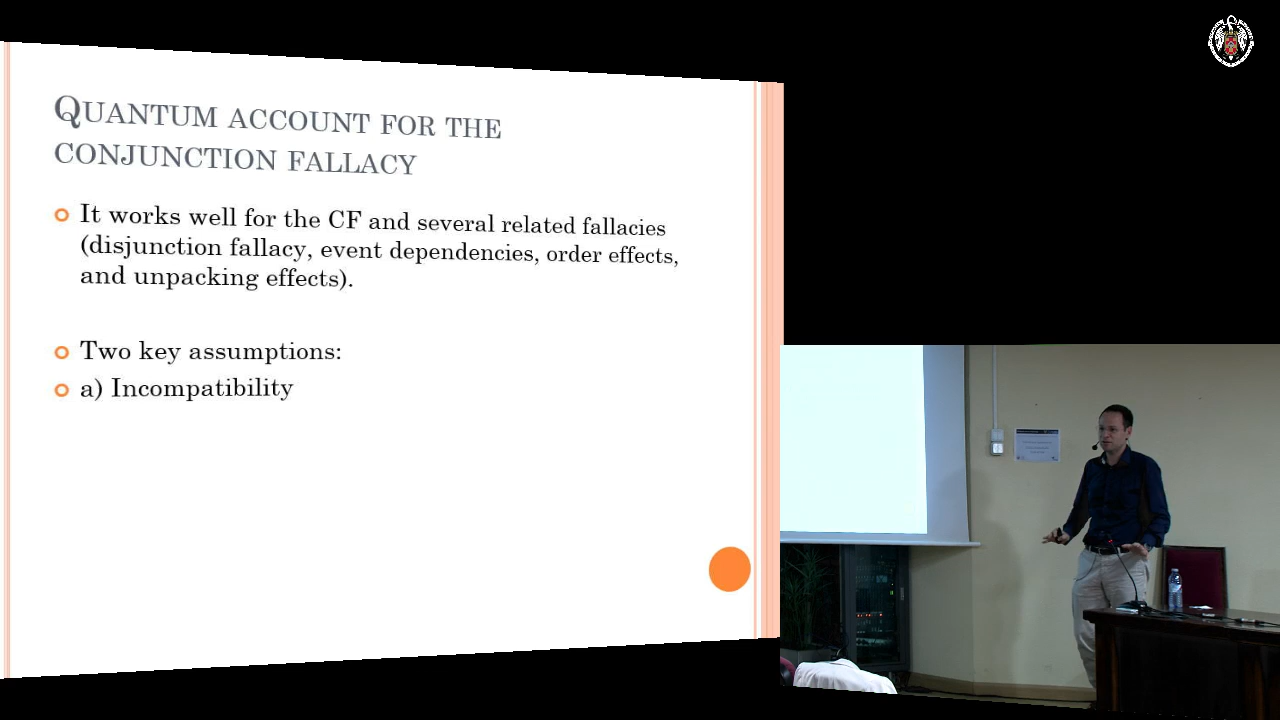 QUANTUM ACCOUNT FOR THE
CONJUNCTION FALLACY
It works well for the CF and several related fallacies
(disjunction fallacy, event dependencies, order effects,
and unpacking effects).
Two key assumptions:
a) Incompatibility